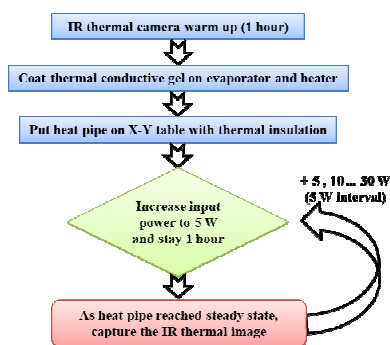 IR thermal camera warm up (1 hour)
Coat thermal conductive gel on evaporator and heater
Put heat pipe on X-Y table with thermal insulation
+ 5 , 10 ... 30 W
(5 W interval)
Increase input
power to 5 W
and stay 1 hour
As heat pipe reached steady state,
capture the IR thermal image